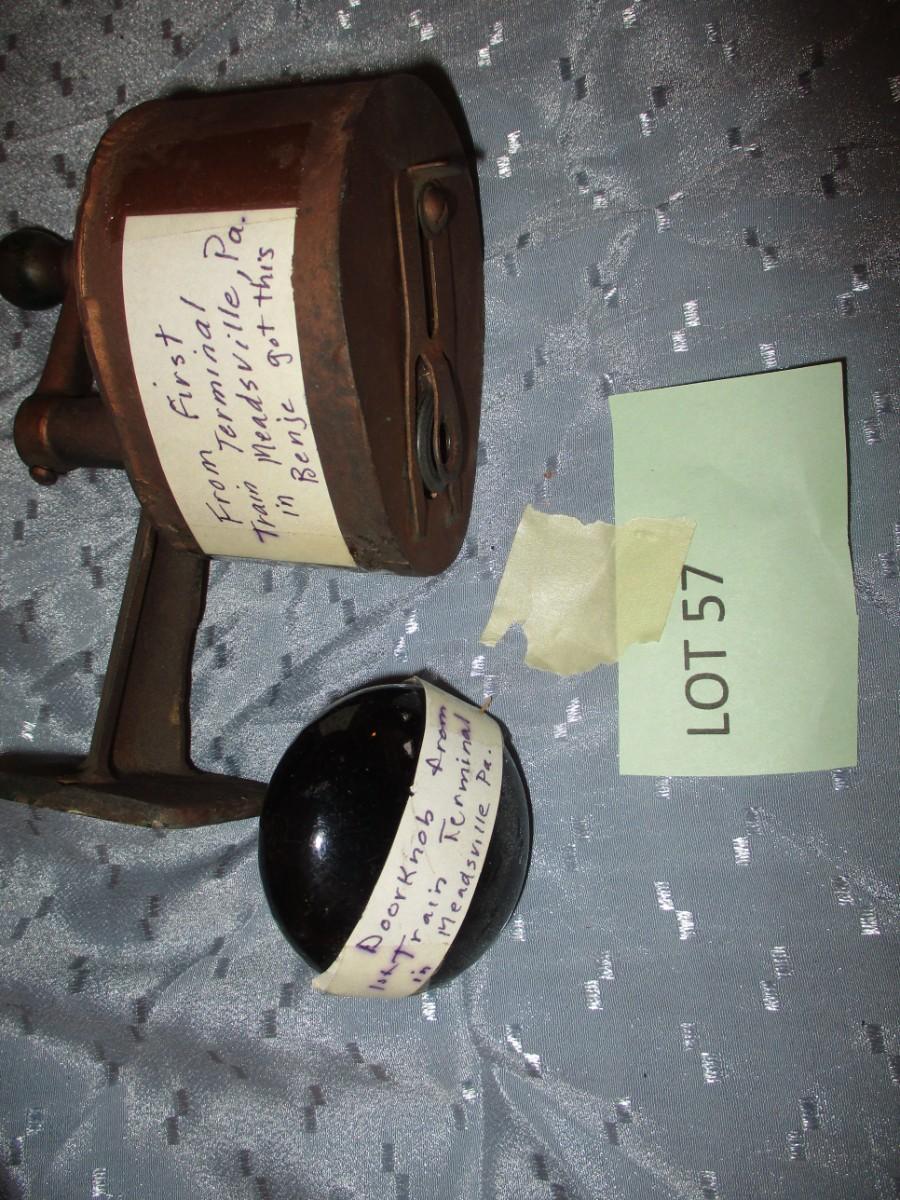 First
From Terminal
Train Meadsville, Pa.
in
Benje got this
Doorknob from
Train Terminal
in Meadsville Pa.
LOT 57